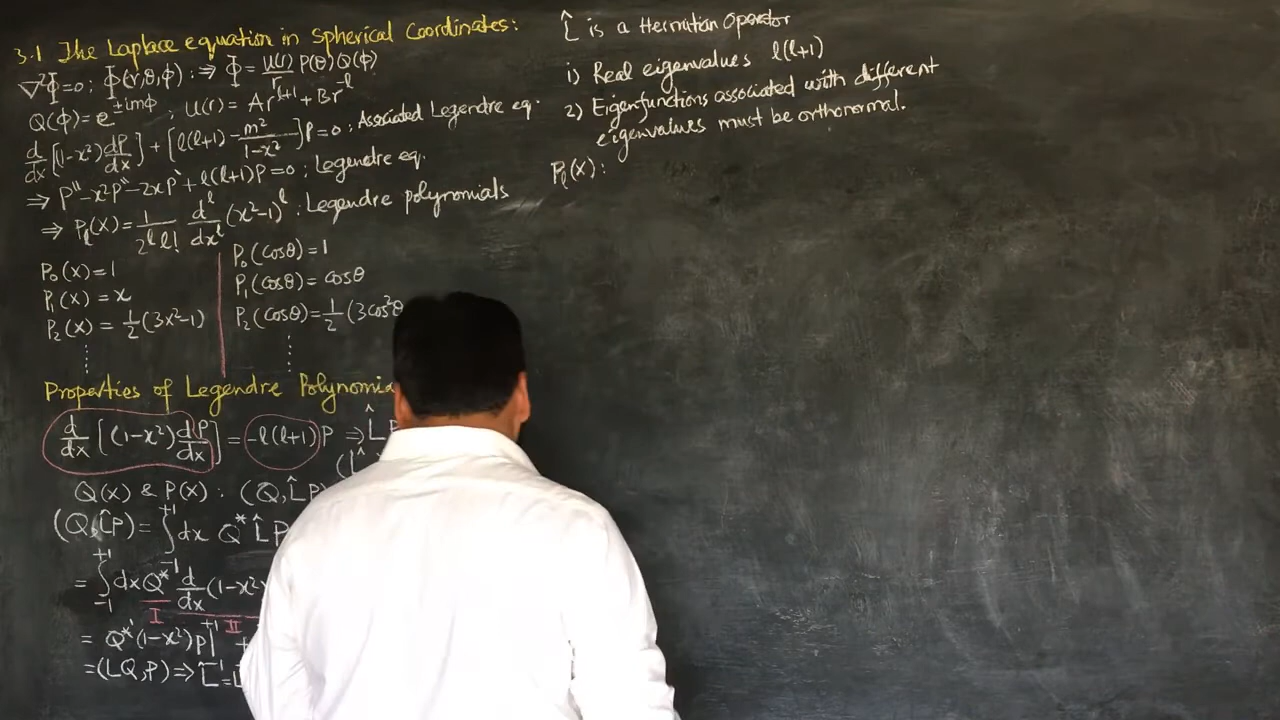 3.1 The Laplace equation in Spherical Coordinates:
∇²Φ=0: Φ(r,θ,φ): ⇒ Φ = U(r)/r P(θ)Q(φ)
Q(φ) = e^{±imφ} ; U(r) = Ar^{l+1} + Br^{-l}
d/dx[(1-x²)dP/dx] + [l(l+1) - m²/(1-x²)]P=0 : Associated Legendre eq.
⇒ P'' - x²P'' - 2xP' + l(l+1)P=0 : Legendre eq.
⇒ P_l(x) = 1/(2^l l!) d^l/dx^l (x²-1)^l : Legendre polynomials
P₀(x) = 1
P₁(x) = x
P₂(x) = 1/2(3x²-1)
P₀(cosθ) = 1
P₁(cosθ) = cosθ
P₂(cosθ) = 1/2 (3cos²θ
Properties of Legendre
d/dx[(1-x²)dP/dx] = -l(l+1)P ⇒ L̂
Q(x) & P(x) : (Q, L̂P)
(Q, L̂P) = ∫_{-1}^{+1} dx Q* L̂P
= ∫_{-1}^{+1} dx Q* d/dx (1-x²)
I II
= Q*(1-x²)P'|^{+1} +
= (LQ, P) ⇒
L̂ is a Hermitian Operator
1) Real eigenvalues l(l+1)
2) Eigenfunctions associated with different
eigenvalues must be orthonormal.
P_l(x) :